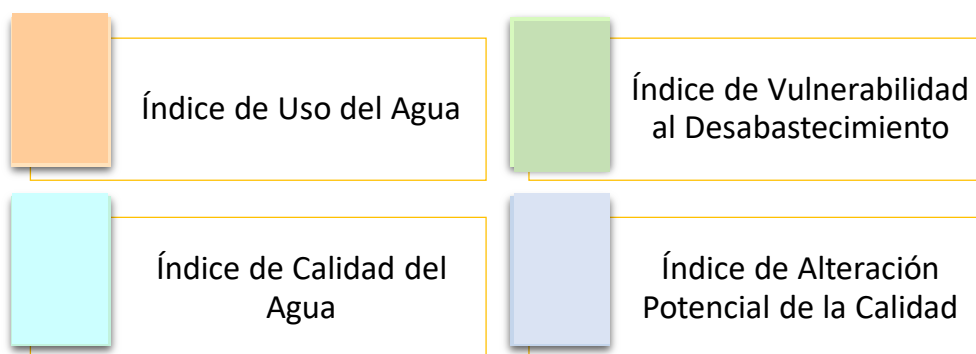 Índice de Uso del Agua
Índice de Vulnerabilidad
al Desabastecimiento
Índice de Calidad del
Agua
Índice de Alteración
Potencial de la Calidad